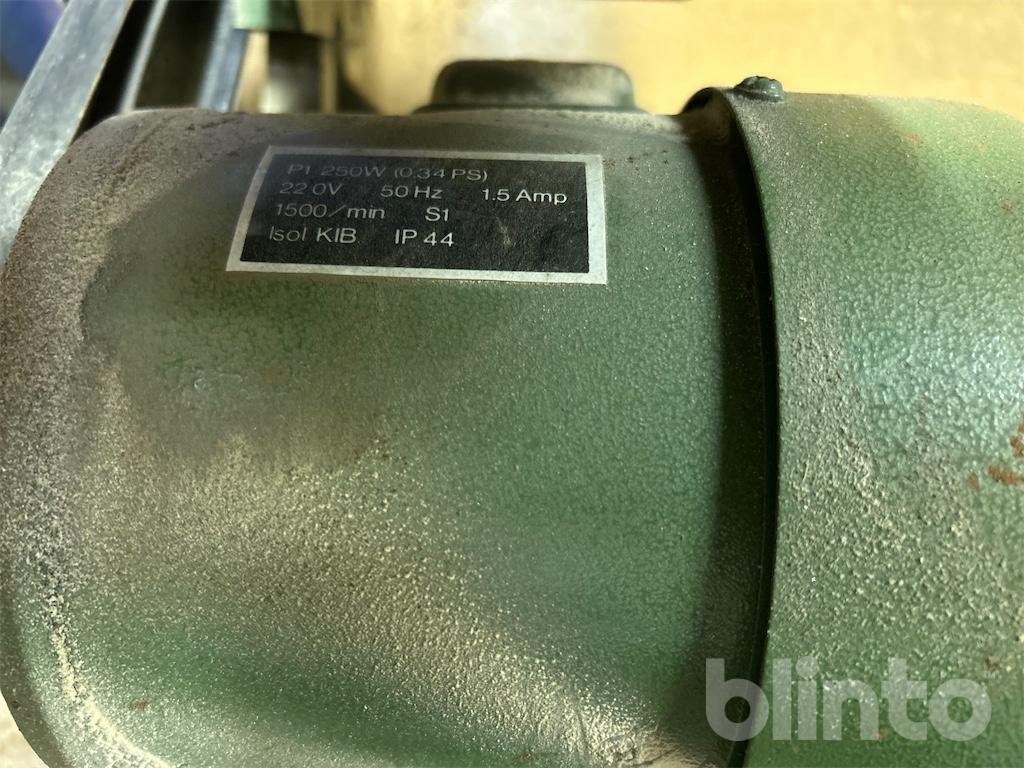 P1 250W (0.34 PS)
220V 50 Hz 1.5 Amp
1500/min S1
Isol KIB IP 44
blinto